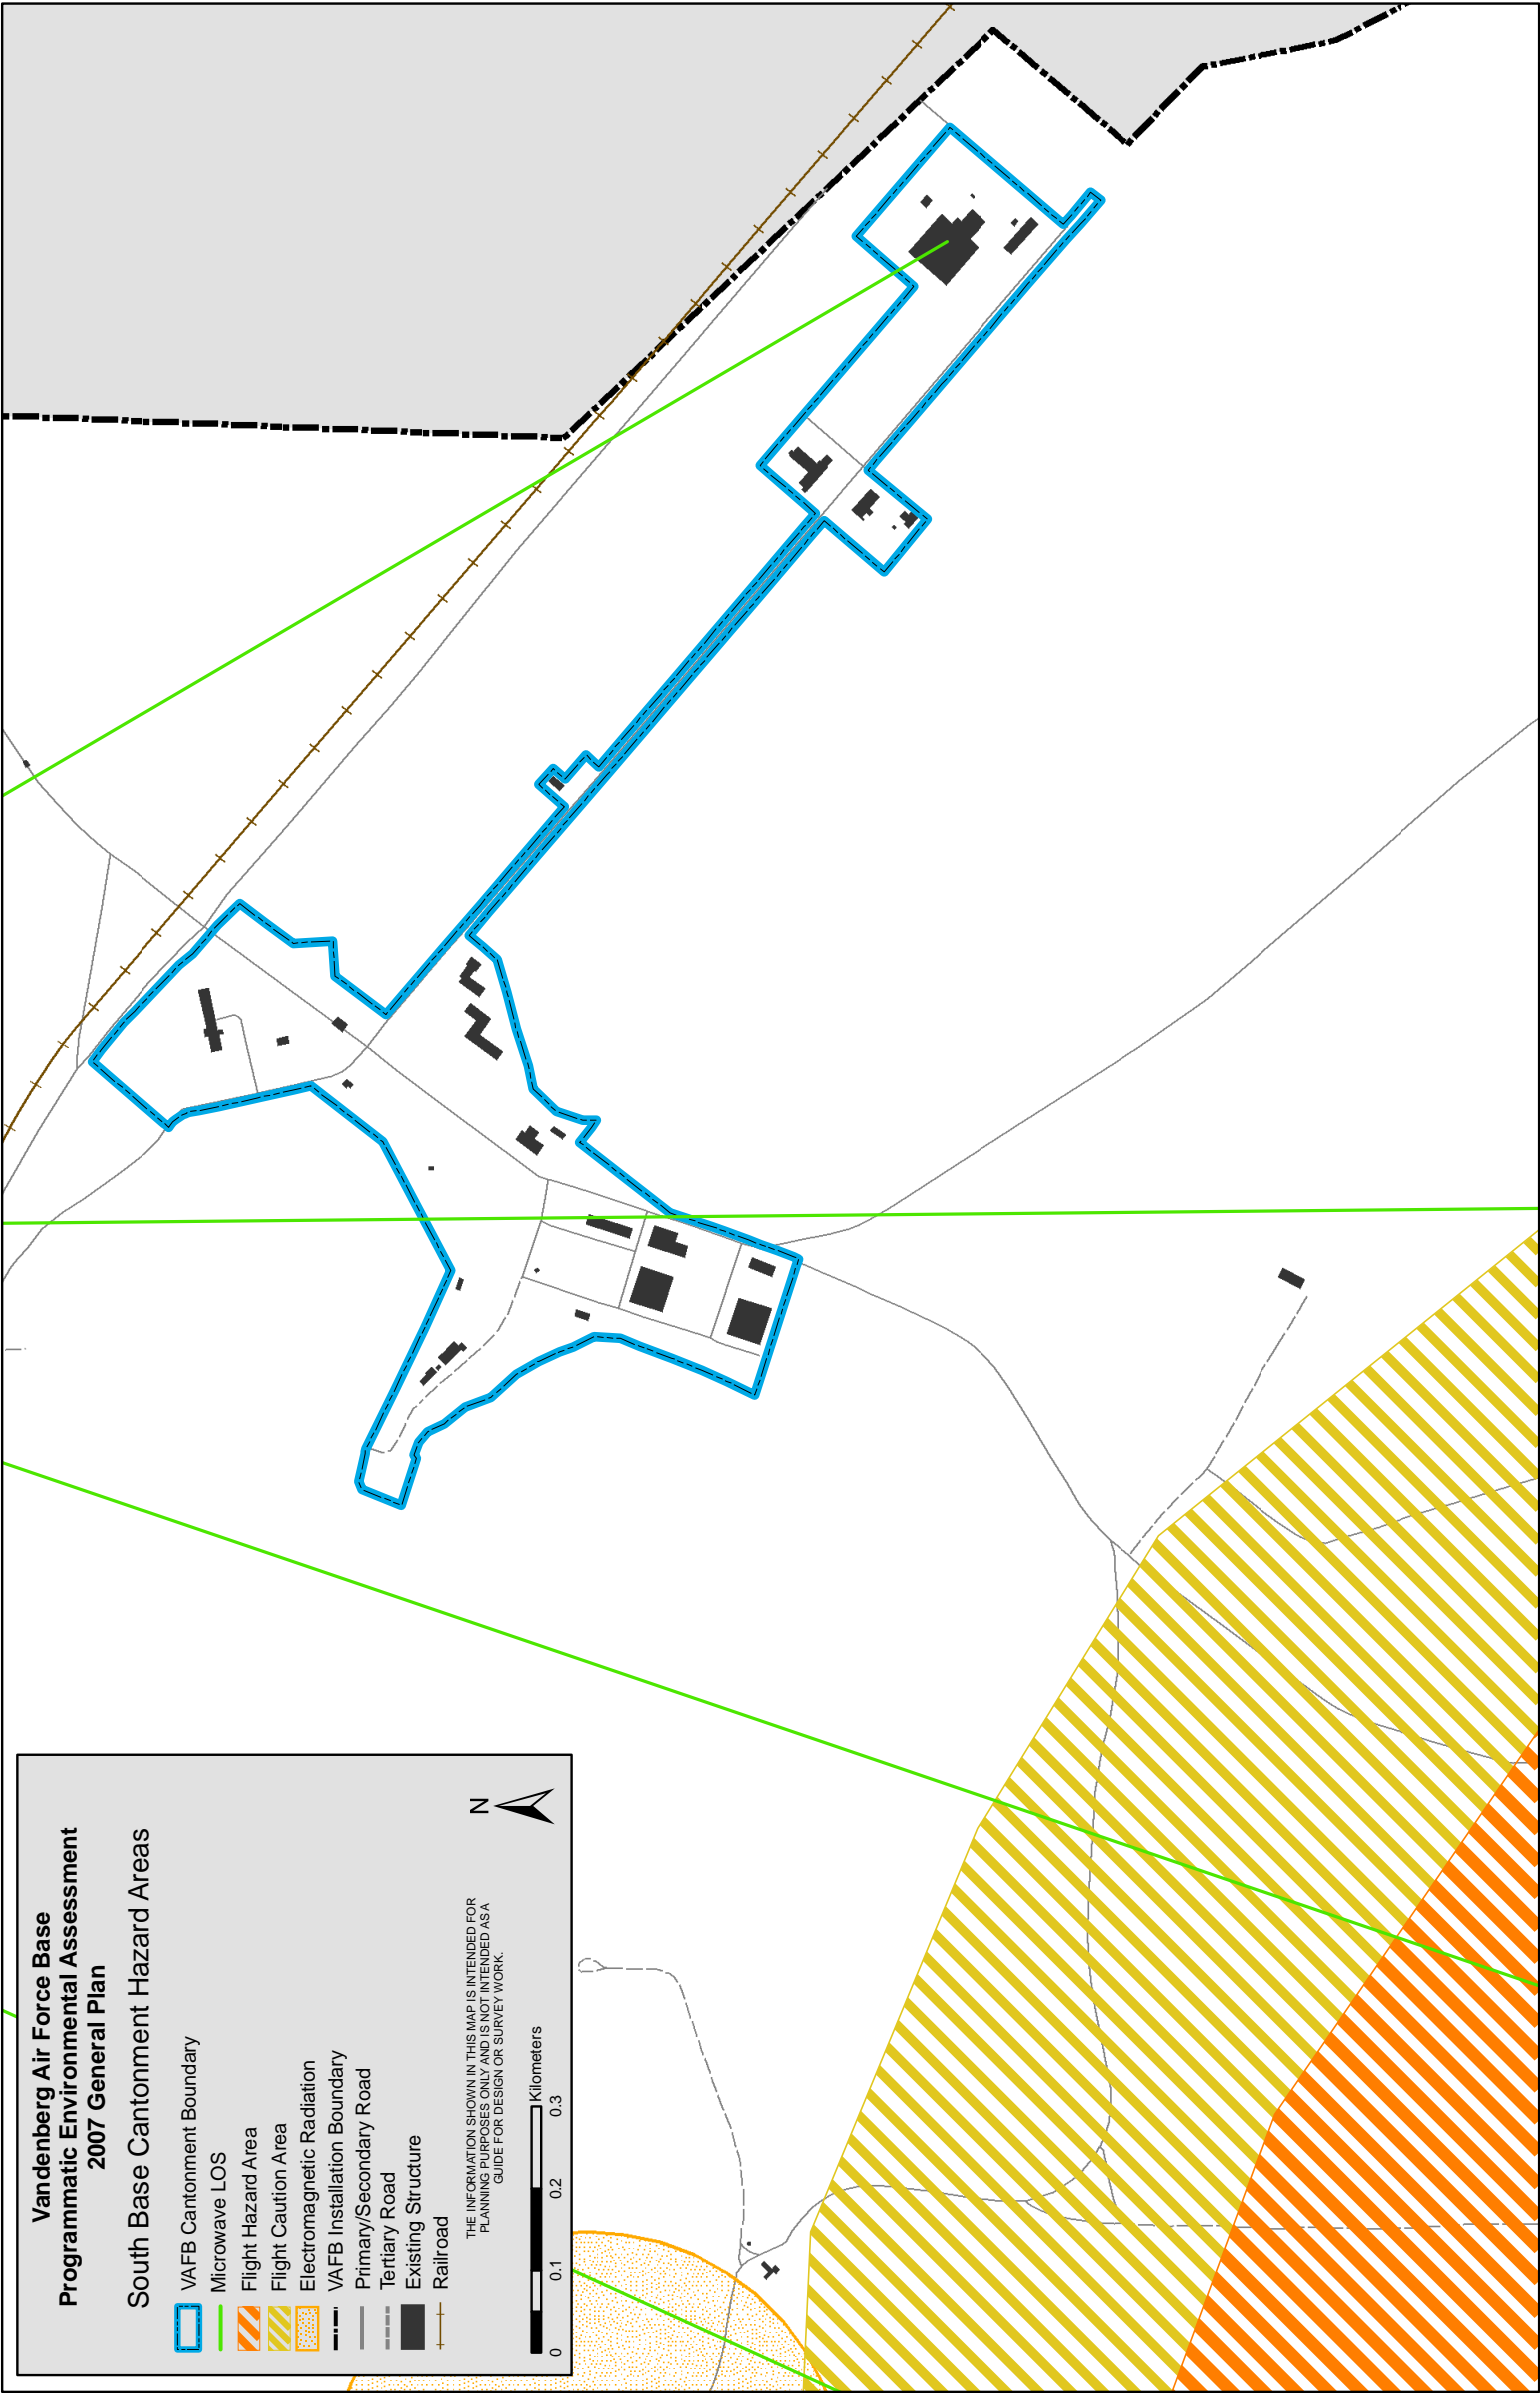 Vandenberg Air Force Base
Programmatic Environmental Assessment
2007 General Plan
South Base Cantonment Hazard Areas
VAFB Cantonment Boundary
Microwave LOS
Flight Hazard Area
Flight Caution Area
Electromagnetic Radiation
VAFB Installation Boundary
Primary/Secondary Road
Tertiary Road
Existing Structure
Railroad
THE INFORMATION SHOWN IN THIS MAP IS INTENDED FOR
PLANNING PURPOSES ONLY AND IS NOT INTENDED AS A
GUIDE FOR DESIGN OR SURVEY WORK.
N
Kilometers
0 0.1 0.2 0.3